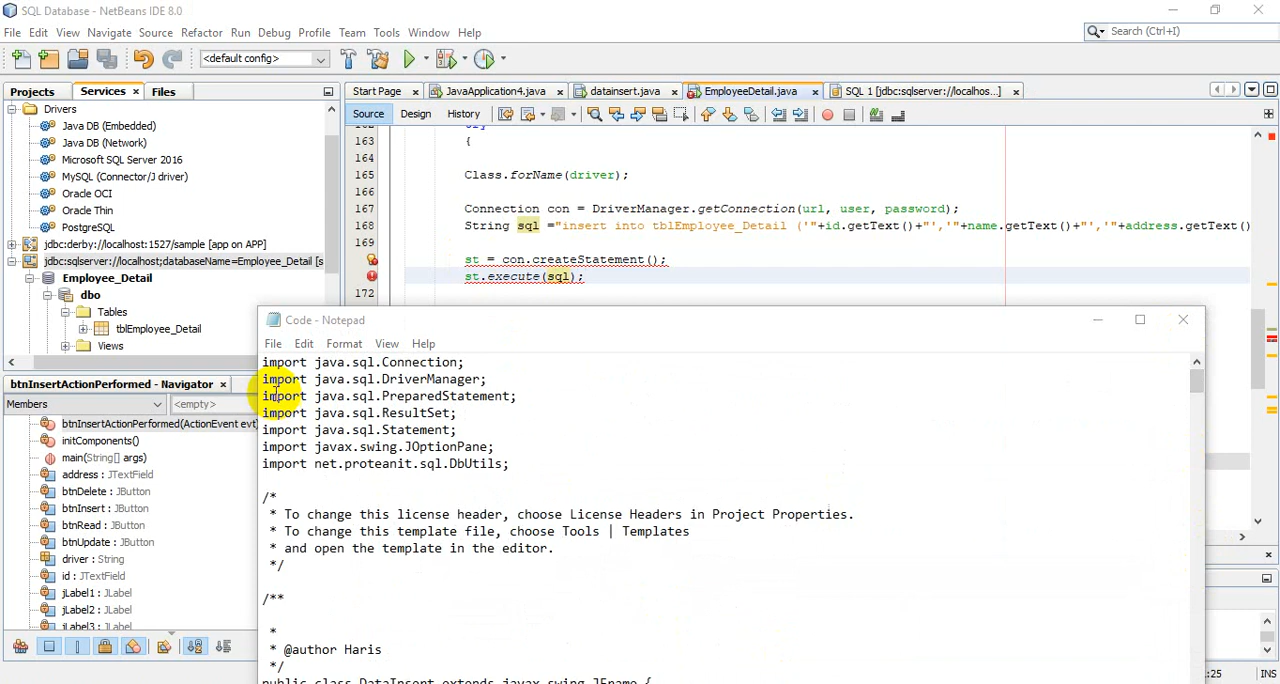 SQL Database - NetBeans IDE 8.0
File Edit View Navigate Source Refactor Run Debug Profile Team Tools Window Help
Search (Ctrl+I)
<default config>
Projects Services Files
Start Page JavaApplication4.java datainsert.java EmployeeDetail.java SQL 1 [jdbc:sqlserver://localhos...]
Source Design History
Drivers
Java DB (Embedded)
Java DB (Network)
Microsoft SQL Server 2016
MySQL (Connector/J driver)
Oracle OCI
Oracle Thin
PostgreSQL
jdbc:derby://localhost:1527/sample [app on APP]
jdbc:sqlserver://localhost;databaseName=Employee_Detail [s
Employee_Detail
dbo
Tables
tblEmployee_Detail
Views
163 {
164
165 Class.forName(driver);
166
167 Connection con = DriverManager.getConnection(url, user, password);
168 String sql ="insert into tblEmployee_Detail ('"+id.getText()+"','"+name.getText()+"','"+address.getText()
169
st = con.createStatement();
st.execute(sql);
172
btnInsertActionPerformed - Navigator
Members <empty>
btnInsertActionPerformed(ActionEvent evt)
initComponents()
main(String[] args)
address : JTextField
btnDelete : JButton
btnInsert : JButton
btnRead : JButton
btnUpdate : JButton
driver : String
id : JTextField
jLabel1 : JLabel
jLabel2 : JLabel
jLabel3 : JLabel
Code - Notepad
File Edit Format View Help
import java.sql.Connection;
import java.sql.DriverManager;
import java.sql.PreparedStatement;
import java.sql.ResultSet;
import java.sql.Statement;
import javax.swing.JOptionPane;
import net.proteanit.sql.DbUtils;
/*
* To change this license header, choose License Headers in Project Properties.
* To change this template file, choose Tools | Templates
* and open the template in the editor.
*/
/**
*
* @author Haris
*/
public class DataInsert extends javax.swing.JFrame {
:25 INS